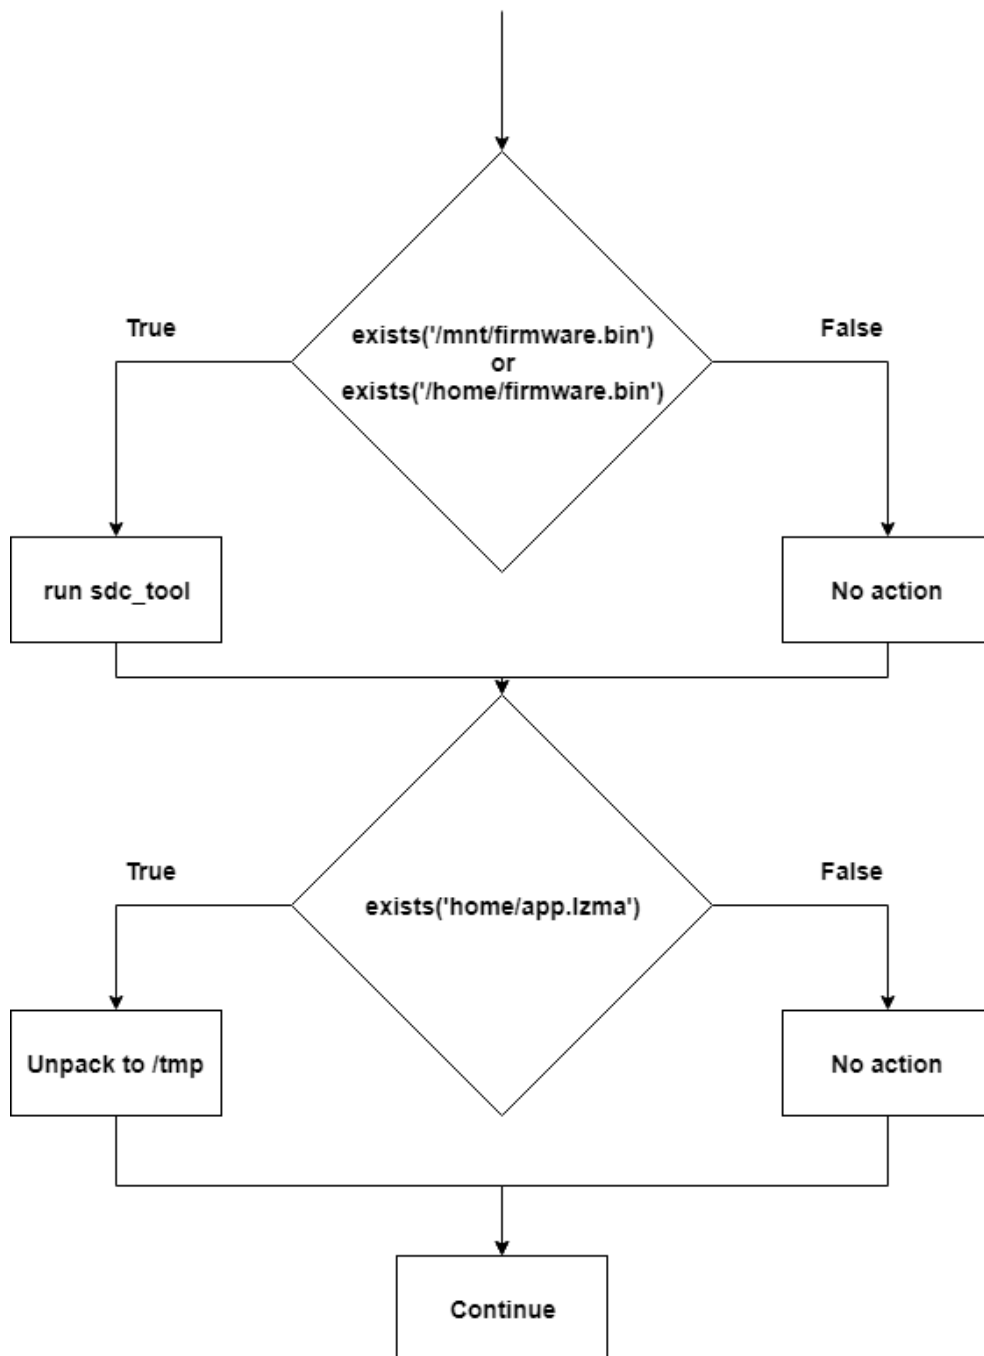 exists('/mnt/firmware.bin')
or
exists('/home/firmware.bin')
True
False
run sdc_tool
No action
exists('home/app.lzma')
True
False
Unpack to /tmp
No action
Continue